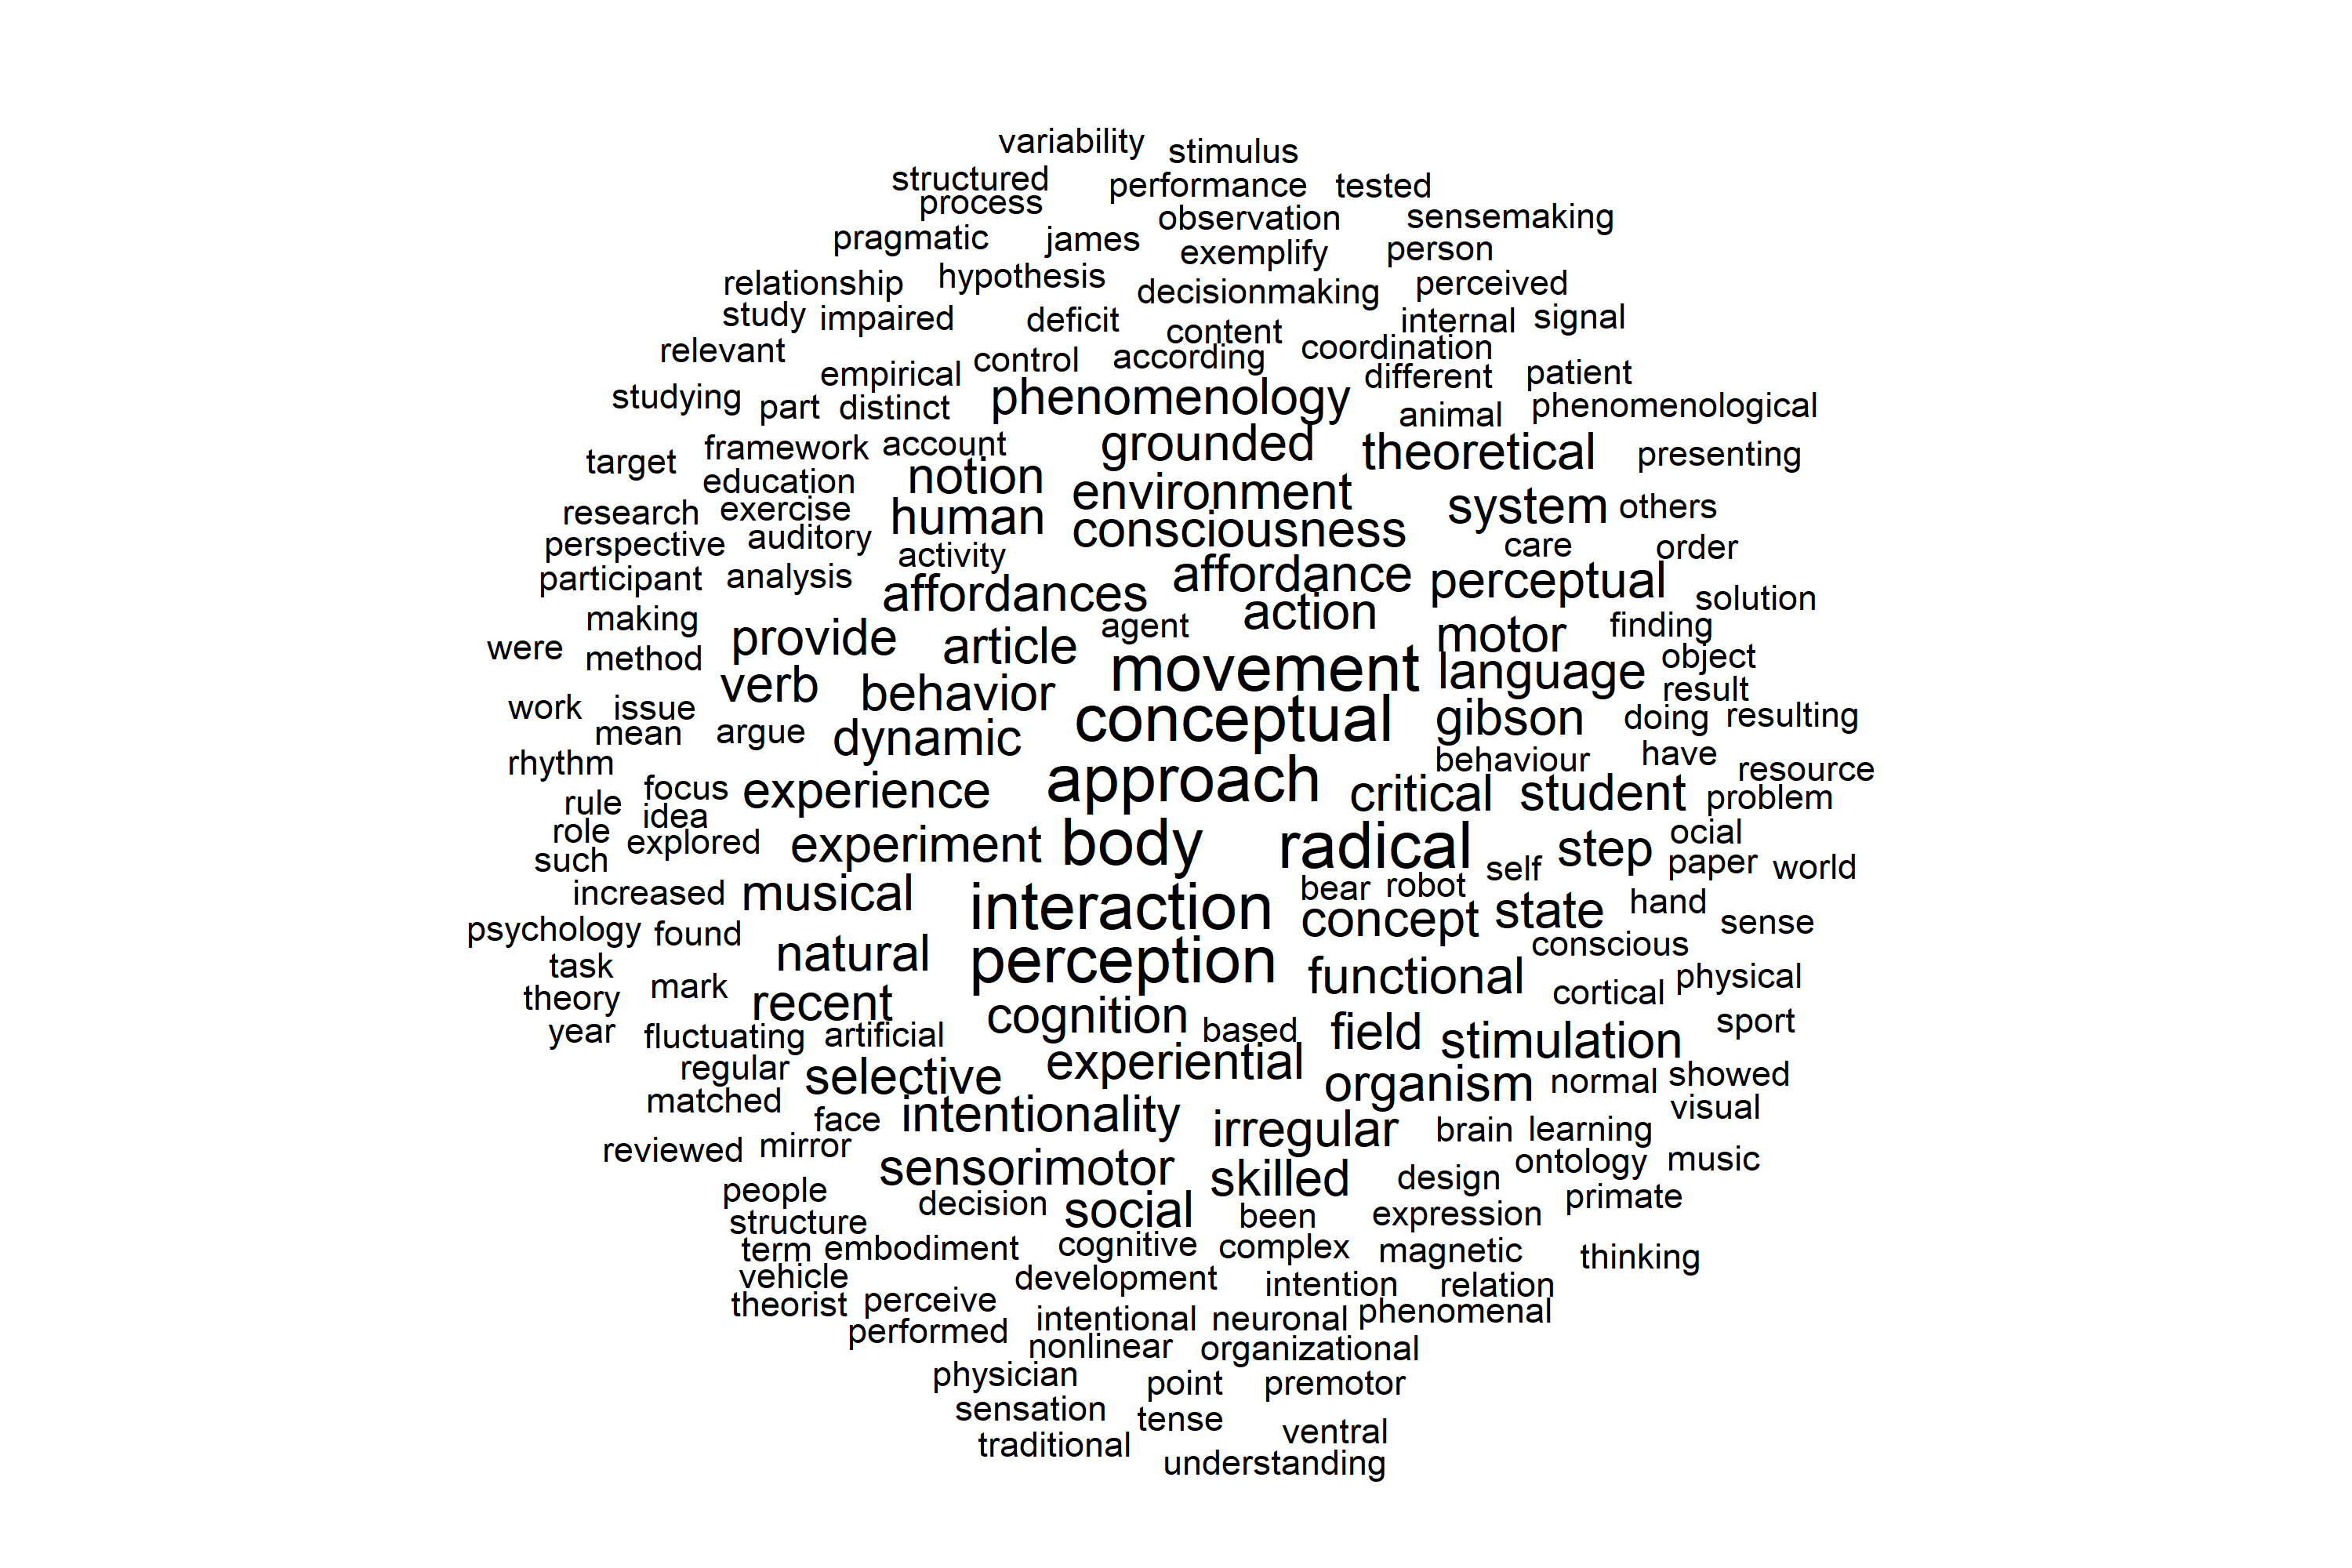 variability stimulus
structured performance tested
process observation sensemaking
pragmatic james exemplify person
relationship hypothesis decisionmaking perceived
study impaired deficit content internal signal
relevant empirical control according coordination
studying part distinct phenomenology different patient
animal phenomenological
target framework account grounded theoretical presenting
education notion environment system others
research exercise human consciousness
perspective auditory activity care order
participant analysis affordances affordance perceptual solution
making provide article agent action motor finding
were method movement language object
verb behavior result
work issue conceptual gibson doing resulting
mean argue dynamic behaviour have
rhythm focus experience approach critical student resource
rule idea problem
role explored experiment body radical step ocial
such self paper world
increased musical interaction bear robot state hand
psychology found concept sense
task natural perception conscious
theory mark recent functional cortical physical
year fluctuating artificial cognition based field stimulation sport
regular selective experiential organism normal showed
matched face intentionality irregular visual
reviewed mirror brain learning
sensorimotor skilled design ontology music
people decision social been expression primate
structure
term embodiment cognitive complex magnetic thinking
vehicle development intention relation
theorist perceive intentional neuronal phenomenal
performed nonlinear organizational
physician point premotor
sensation tense ventral
traditional understanding